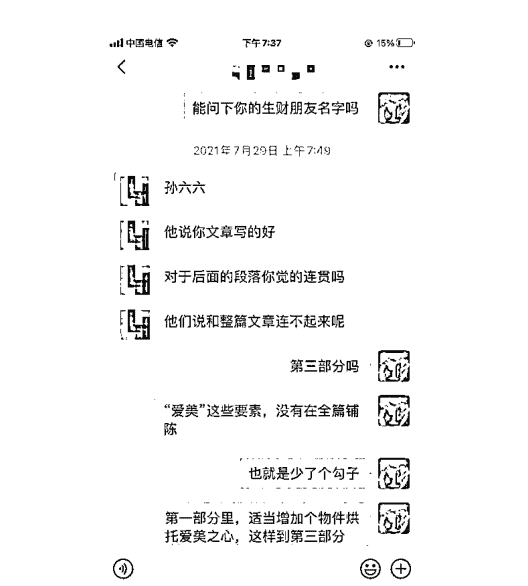 中国电信
下午7:37
15%
能问下你的生财朋友名字吗
2021年7月29日 上午7:49
孙六六
他说你文章写的好
对于后面的段落你觉的连贯吗
他们说和整篇文章连不起来呢
第三部分吗
“爱美”这些要素，没有在全篇铺
陈
也就是少了个勾子
第一部分里，适当增加个物件烘
托爱美之心，这样到第三部分